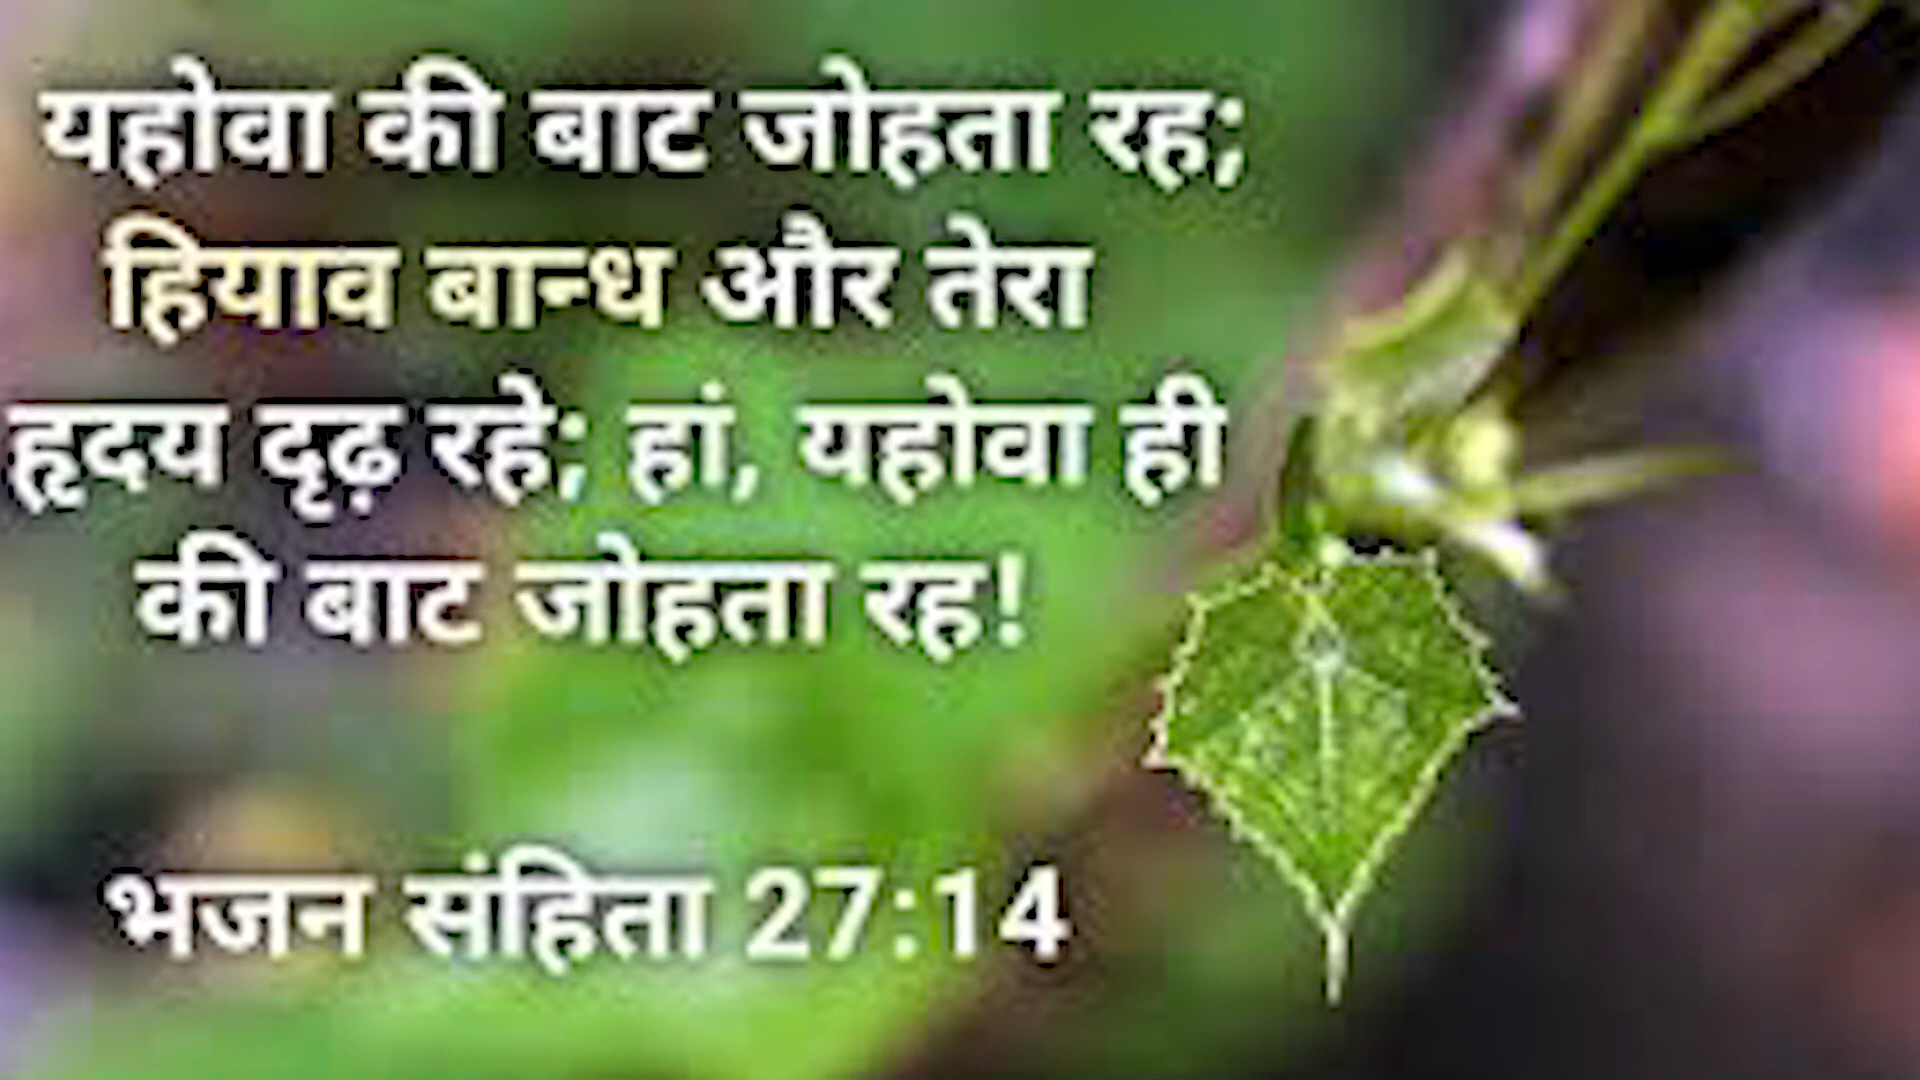 यहोवा की बाट जोहता रह;
हियाव बान्ध और तेरा
हृदय दृढ़ रहे; हां, यहोवा ही
की बाट जोहता रह!
भजन संहिता 27:14